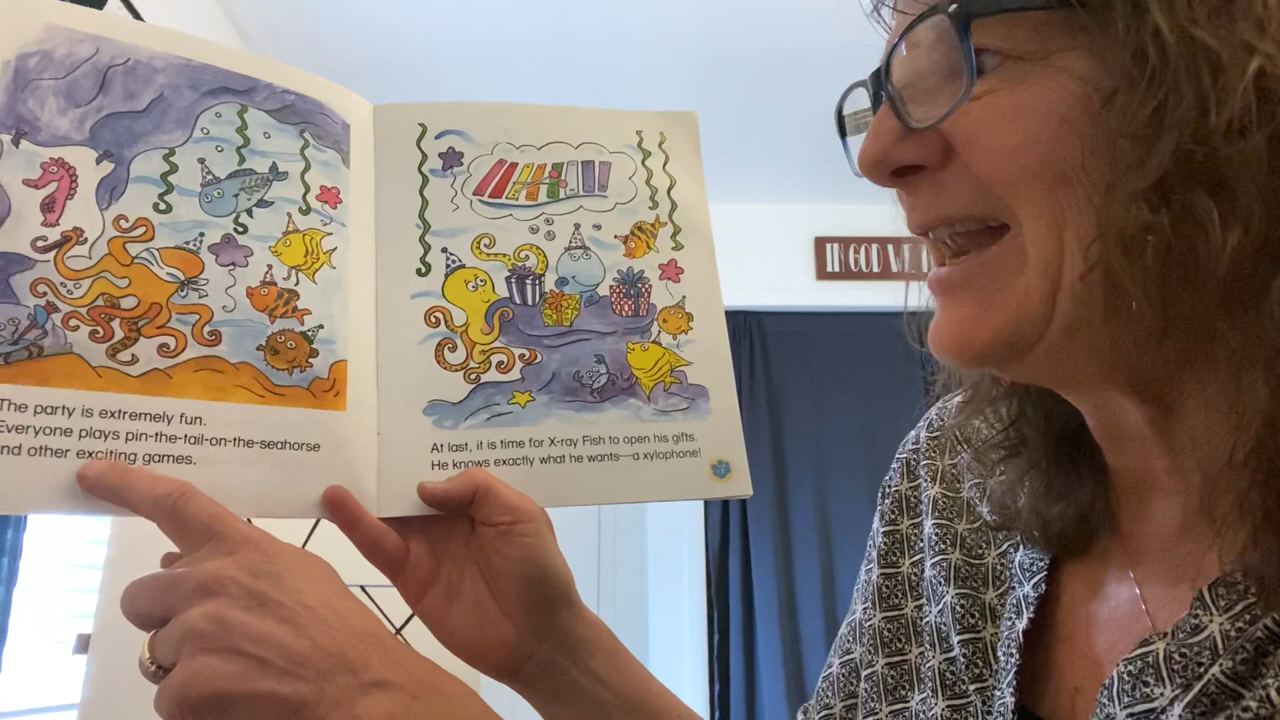 The party is extremely fun.
Everyone plays pin-the-tail-on-the-seahorse
and other exciting games.
At last, it is time for X-ray Fish to open his gifts.
He knows exactly what he wants—a xylophone!
IN GOD WE